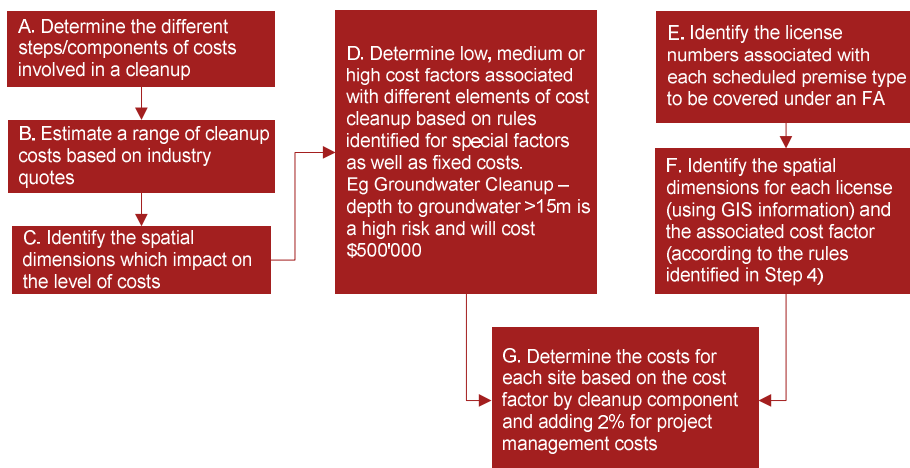 A. Determine the different
steps/components of costs
involved in a cleanup
B. Estimate a range of cleanup
costs based on industry
quotes
C. Identify the spatial
dimensions which impact on
the level of costs
D. Determine low, medium or
high cost factors associated
with different elements of cost
cleanup based on rules
identified for special factors
as well as fixed costs.
Eg Groundwater Cleanup –
depth to groundwater >15m is
a high risk and will cost
$500'000
E. Identify the license
numbers associated with
each scheduled premise type
to be covered under an FA
F. Identify the spatial
dimensions for each license
(using GIS information) and
the associated cost factor
(according to the rules
identified in Step 4)
G. Determine the costs for
each site based on the cost
factor by cleanup component
and adding 2% for project
management costs